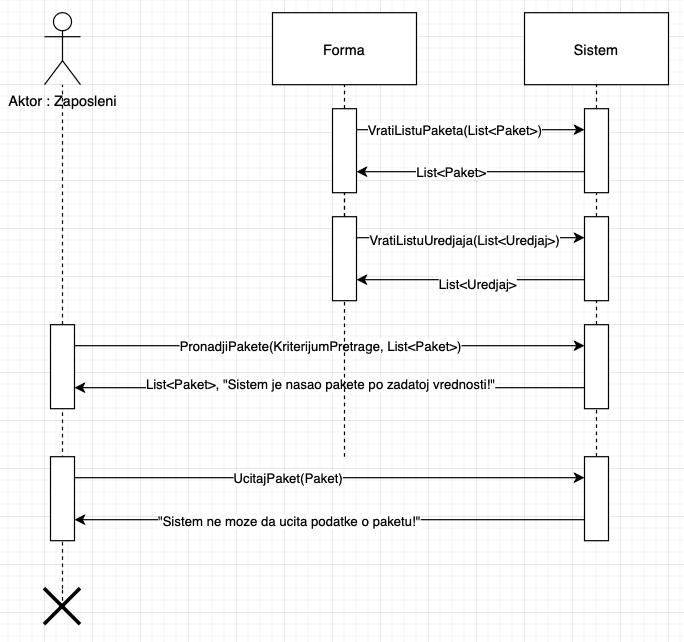 Forma
Sistem
Aktor : Zaposleni
VratiListuPaketa(List<Paket>)
List<Paket>
VratiListuUredjaja(List<Uredjaj>)
List<Uredjaj>
PronadjiPakete(KriterijumPretrage, List<Paket>)
List<Paket>, "Sistem je nasao pakete po zadatoj vrednosti!"
UcitajPaket(Paket)
"Sistem ne moze da ucita podatke o paketu!"